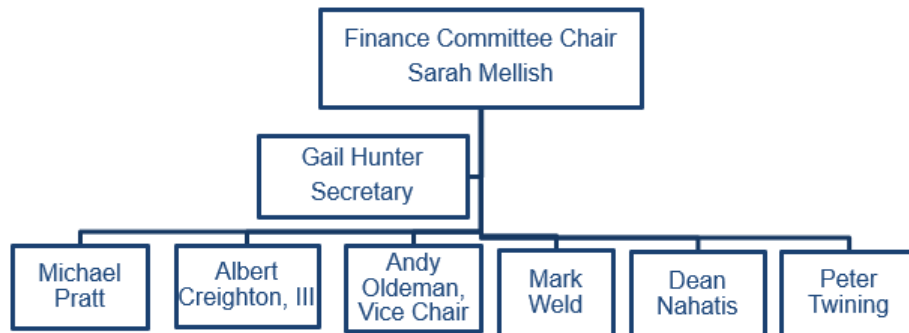 Finance Committee Chair
Sarah Mellish
Gail Hunter
Secretary
Michael
Pratt
Albert
Creighton, III
Andy
Oldeman,
Vice Chair
Mark
Weld
Dean
Nahatis
Peter
Twining